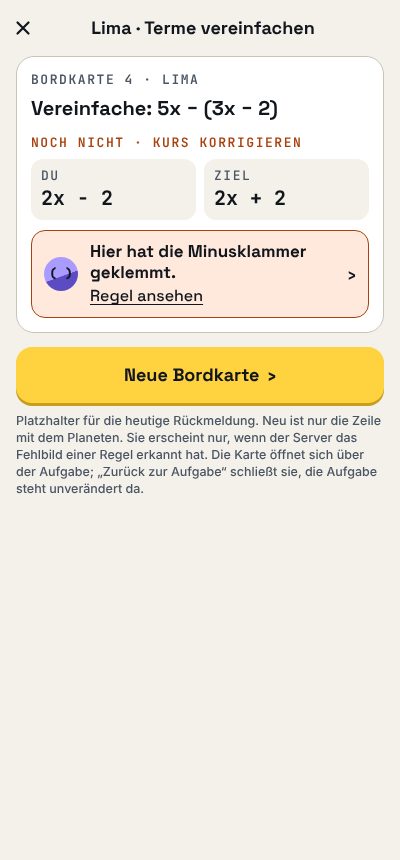 ✕ Lima · Terme vereinfachen
BORDKARTE 4 · LIMA
Vereinfache: 5x − (3x − 2)
NOCH NICHT · KURS KORRIGIEREN
DU
2x - 2
ZIEL
2x + 2
Hier hat die Minusklammer
geklemmt.
Regel ansehen
( )
>
Neue Bordkarte >
Platzhalter für die heutige Rückmeldung. Neu ist nur die Zeile
mit dem Planeten. Sie erscheint nur, wenn der Server das
Fehlbild einer Regel erkannt hat. Die Karte öffnet sich über
der Aufgabe; „Zurück zur Aufgabe“ schließt sie, die Aufgabe
steht unverändert da.